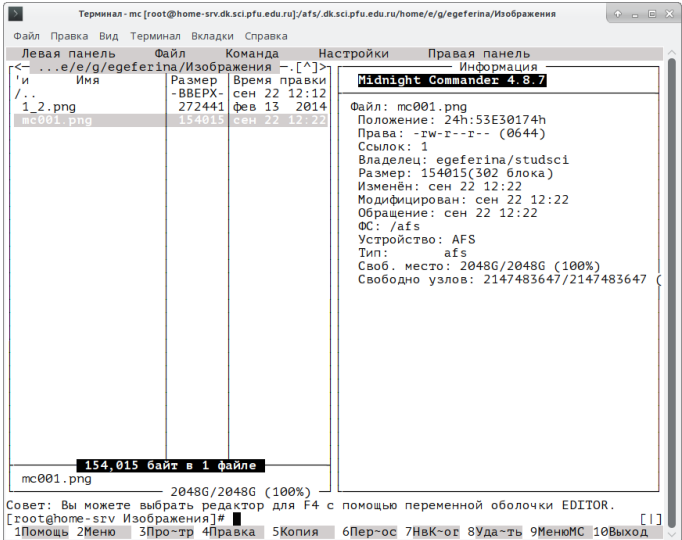 Терминал - mc [root@home-srv.dk.sci.pfu.edu.ru]:/afs/.dk.sci.pfu.edu.ru/home/e/g/egeferina/Изображения
Файл Правка Вид Терминал Вкладки Справка
Левая панель Файл Команда Настройки Правая панель
<— ...e/e/g/egeferina/Изображения —.[^]>
'и Имя Размер Время правки
/.. -ВВЕРХ- сен 22 12:12
1_2.png 272441 фев 13 2014
mc001.png 154015 сен 22 12:22
154,015 байт в 1 файле
mc001.png
2048G/2048G (100%)
Информация
Midnight Commander 4.8.7
Файл: mc001.png
Положение: 24h:53E30174h
Права: -rw-r--r-- (0644)
Ссылок: 1
Владелец: egeferina/studsci
Размер: 154015(302 блока)
Изменён: сен 22 12:22
Модифицирован: сен 22 12:22
Обращение: сен 22 12:22
ФС: /afs
Устройство: AFS
Тип: afs
Своб. место: 2048G/2048G (100%)
Свободно узлов: 2147483647/2147483647 (
Совет: Вы можете выбрать редактор для F4 с помощью переменной оболочки EDITOR.
[root@home-srv Изображения]# [|]
1Помощь 2Меню 3Про~тр 4Правка 5Копия 6Пер~ос 7НвК~ог 8Уда~ть 9МенюMC 10Выход